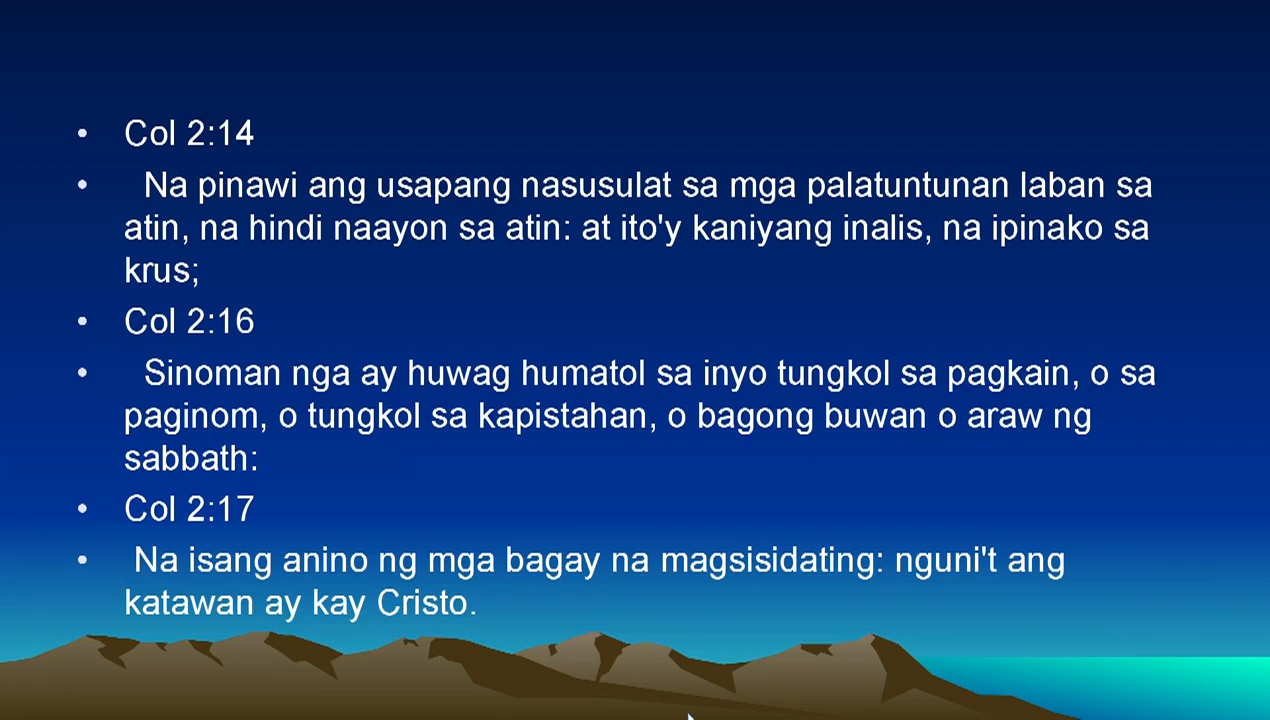 • Col 2:14
• Na pinawi ang usapang nasusulat sa mga palatuntunan laban sa
atin, na hindi naayon sa atin: at ito'y kaniyang inalis, na ipinako sa
krus;
• Col 2:16
• Sinoman nga ay huwag humatol sa inyo tungkol sa pagkain, o sa
paginom, o tungkol sa kapistahan, o bagong buwan o araw ng
sabbath:
• Col 2:17
• Na isang anino ng mga bagay na magsisidating: nguni't ang
katawan ay kay Cristo.